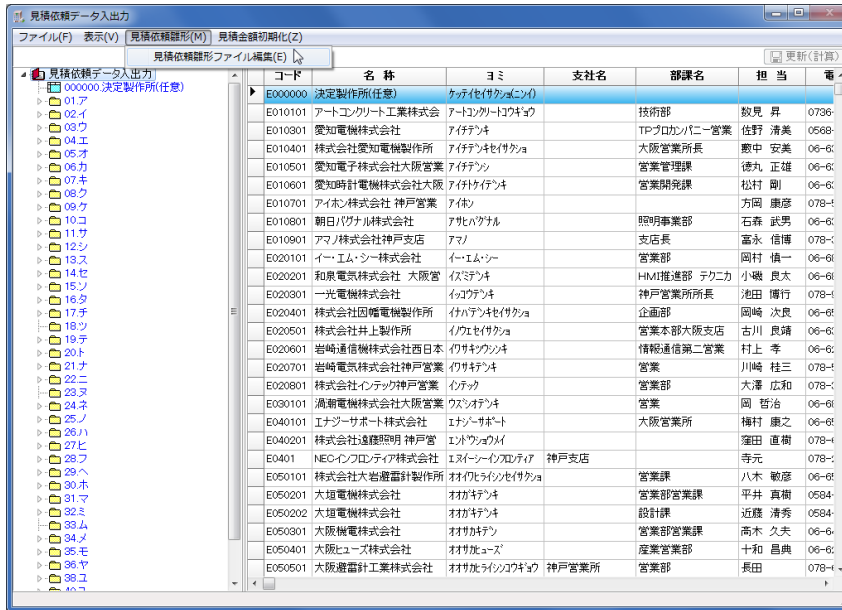 見積依頼データ入出力
ファイル(F) 表示(V) 見積依頼雛形(M) 見積金額初期化(Z)
見積依頼雛形ファイル編集(E)
更新(計算)
見積依頼データ入出力
000000.決定製作所(任意)
01.ア
02.イ
03.ウ
04.エ
05.オ
06.カ
07.キ
08.ク
09.ケ
10.コ
11.サ
12.シ
13.ス
14.セ
15.ソ
16.タ
17.チ
18.ツ
19.テ
20.ト
21.ナ
22.ニ
23.ヌ
24.ネ
25.ノ
26.ハ
27.ヒ
28.フ
29.ヘ
30.ホ
31.マ
32.ミ
33.ム
34.メ
35.モ
36.ヤ
38.ユ
コード 名 称 ヨミ 支社名 部課名 担 当 電
E000000 決定製作所(任意) ケッテイセイサクショ(ニンイ)
E010101 アートコンクリート工業株式会 アートコンクリートコウギョウ 技術部 数見 昇 0736-
E010301 愛知電機株式会社 アイチデンキ TPプロカンパニー営業 佐野 清美 0568-
E010401 株式会社愛知電機製作所 アイチデンキセイサクショ 大阪営業所長 藪中 安美 06-6
E010501 愛知電子株式会社大阪営業 アイチデンシ 営業管理課 徳丸 正雄 06-6
E010601 愛知時計電機株式会社大阪 アイチトケイデンキ 営業開発課 松村 剛 06-6
E010701 アイホン株式会社 神戸営業 アイホン 方岡 康彦 078-
E010801 朝日バグナル株式会社 アサヒバグナル 照明事業部 石森 武男 06-6
E010901 アマノ株式会社神戸支店 アマノ 支店長 富永 信博 078-
E020101 イー・エム・シー株式会社 イー・エム・シー 営業部 岡村 慎一 06-6
E020201 和泉電気株式会社 大阪営 イズミデンキ HMI推進部 テクニカ 小磯 良太 06-6
E020301 一光電機株式会社 イッコウデンキ 神戸営業所所長 池田 博行 078-
E020401 株式会社因幡電機製作所 イナバデンキセイサクショ 企画部 岡崎 次良 06-6
E020501 株式会社井上製作所 イノウエセイサクショ 営業本部大阪支店 古川 良靖 06-6
E020601 岩崎通信機株式会社西日本 イワサキツウシンキ 情報通信第二営業 村上 孝 06-6
E020701 岩崎電気株式会社神戸営業 イワサキデンキ 営業 川崎 桂三 078-
E020801 株式会社インテック神戸営業 インテック 営業部 大澤 広和 078-
E030101 渦潮電機株式会社大阪営業 ウズシオデンキ 営業 岡 哲治 06-6
E040101 エナジーサポート株式会社 エナジーサポート 大阪営業所 梅村 康之 06-6
E040201 株式会社遠藤照明 神戸営 エンドウショウメイ 窪田 直樹 078-
E0401 NECインフロンティア株式会社 エヌイーシーインフロンティア 神戸支店 寺元 078-
E050101 株式会社大岩避雷針製作所 オオイワヒライシンセイサクショ 営業課 八木 敏彦 06-6
E050201 大垣電機株式会社 オオガキデンキ 営業部営業課 平井 真樹 0584-
E050202 大垣電機株式会社 オオガキデンキ 設計課 近藤 清秀 0584-
E050301 大阪機電株式会社 オオサカキデン 営業部営業課 高木 久夫 06-6
E050401 大阪ヒューズ株式会社 オオサカヒューズ 産業営業部 十和 昌典 06-6
E050501 大阪避雷針工業株式会社 オオサカヒライシンコウギョウ 神戸営業所 営業部 長田 078-